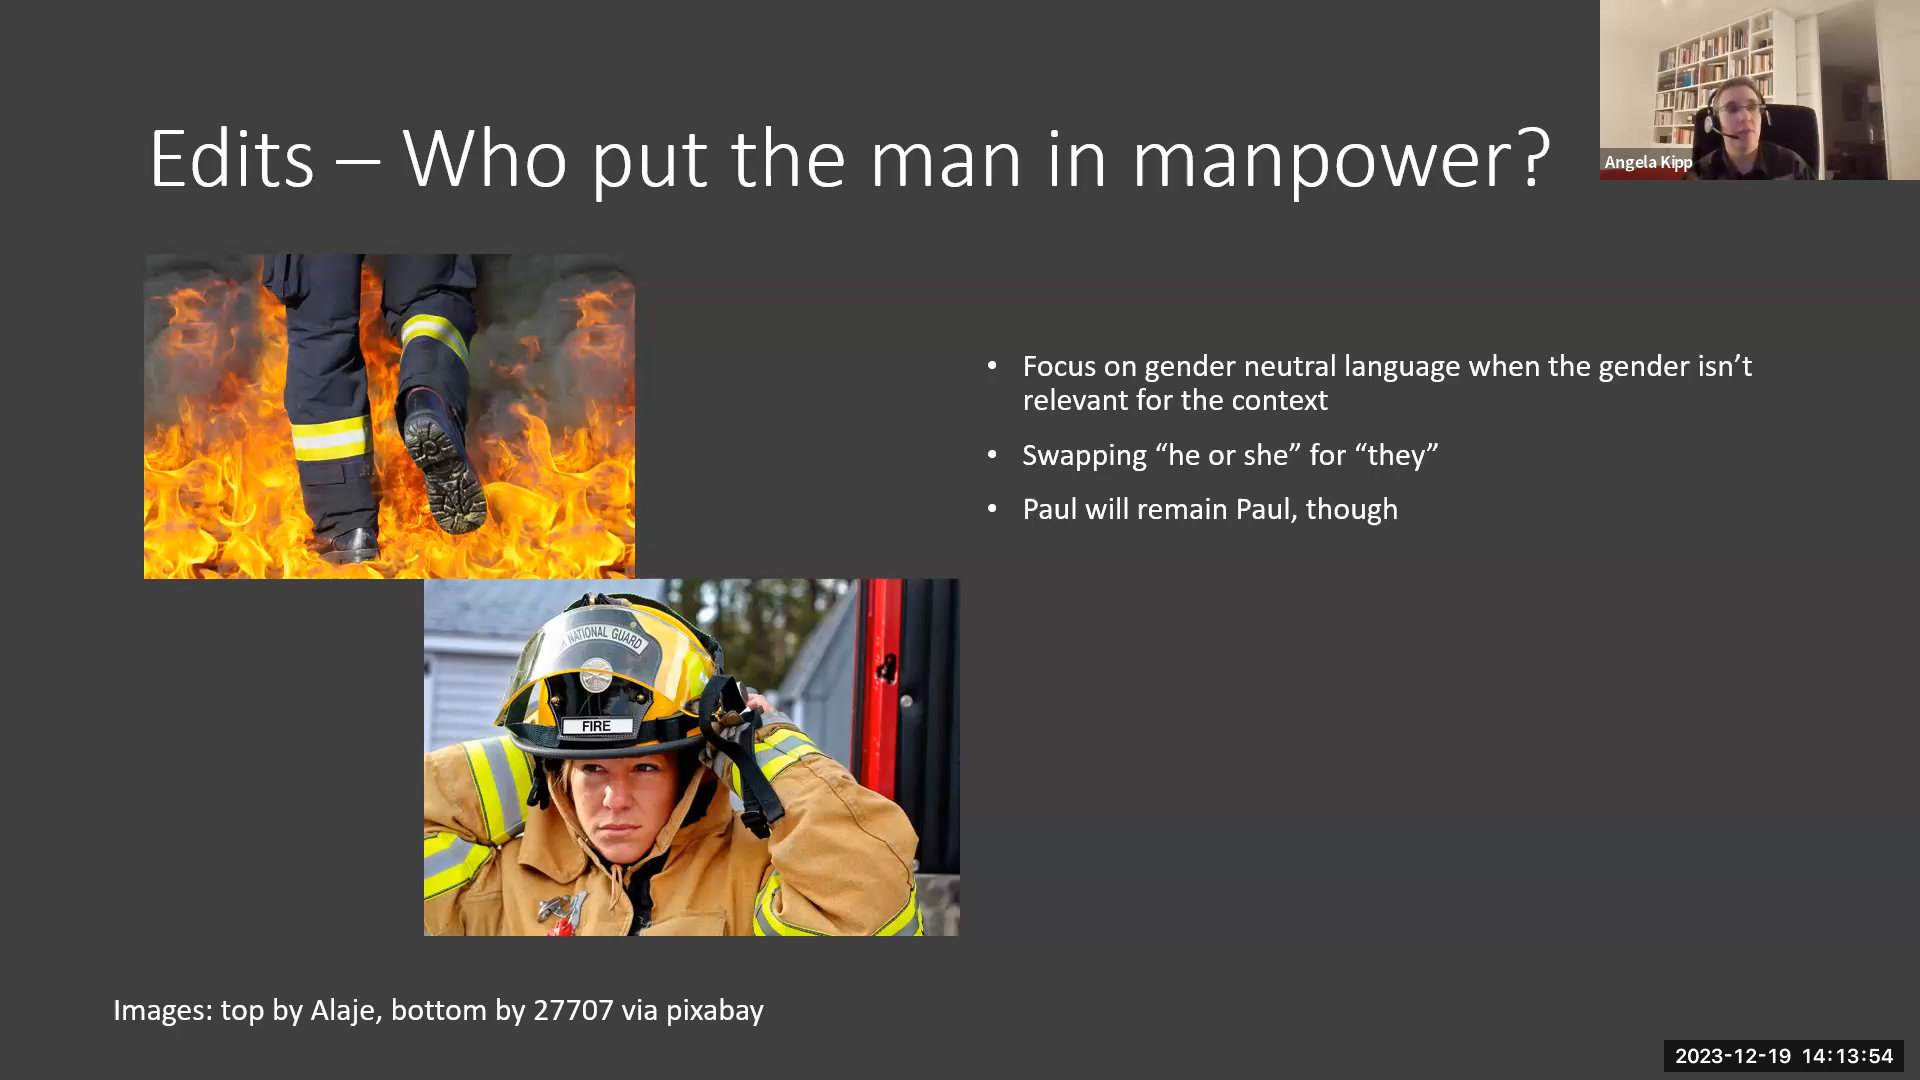 Edits – Who put the man in manpower?
Angela Kipp
• Focus on gender neutral language when the gender isn’t
relevant for the context
• Swapping “he or she” for “they”
• Paul will remain Paul, though
NATIONAL GUARD
FIRE
Images: top by Alaje, bottom by 27707 via pixabay
2023-12-19 14:13:54